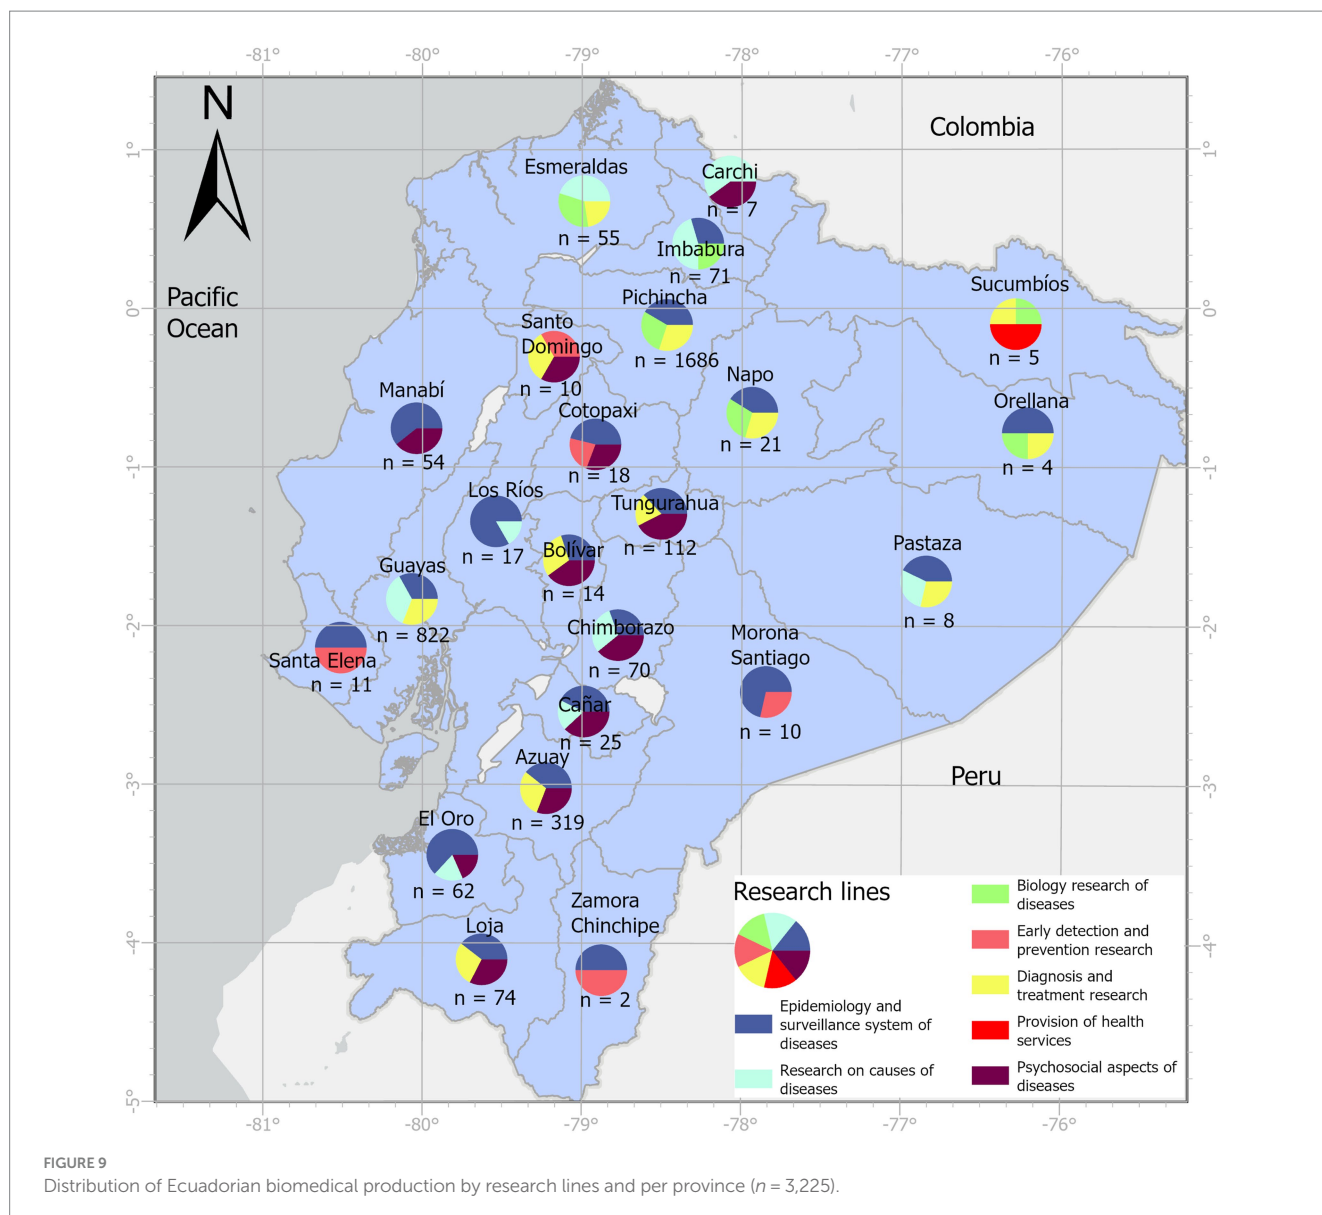 -81°
-80°
-79°
-78°
-77°
-76°
N
Colombia
1°
1°
Esmeraldas
n = 55
Carchi
n = 7
Imbabura
n = 71
Pacific
Ocean
Pichincha
n = 1686
Sucumbíos
n = 5
0°
0°
Santo
Domingo
n = 10
Napo
n = 21
Manabí
n = 54
Cotopaxi
n = 18
Orellana
n = 4
-1°
-1°
Los Ríos
n = 17
Tungurahua
n = 112
Bolívar
n = 14
Pastaza
n = 8
Guayas
n = 822
-2°
-2°
Chimborazo
n = 70
Morona
Santiago
n = 10
Santa Elena
n = 11
Cañar
n = 25
Azuay
n = 319
Peru
-3°
-3°
El Oro
n = 62
Zamora
Chinchipe
n = 2
Loja
n = 74
-4°
-4°
-5°
Research lines
Epidemiology and
surveillance system of
diseases
Research on causes of
diseases
Biology research of
diseases
Early detection and
prevention research
Diagnosis and
treatment research
Provision of health
services
Psychosocial aspects of
diseases
-81°
-80°
-79°
-78°
-77°
-76°
FIGURE 9
Distribution of Ecuadorian biomedical production by research lines and per province (n = 3,225).